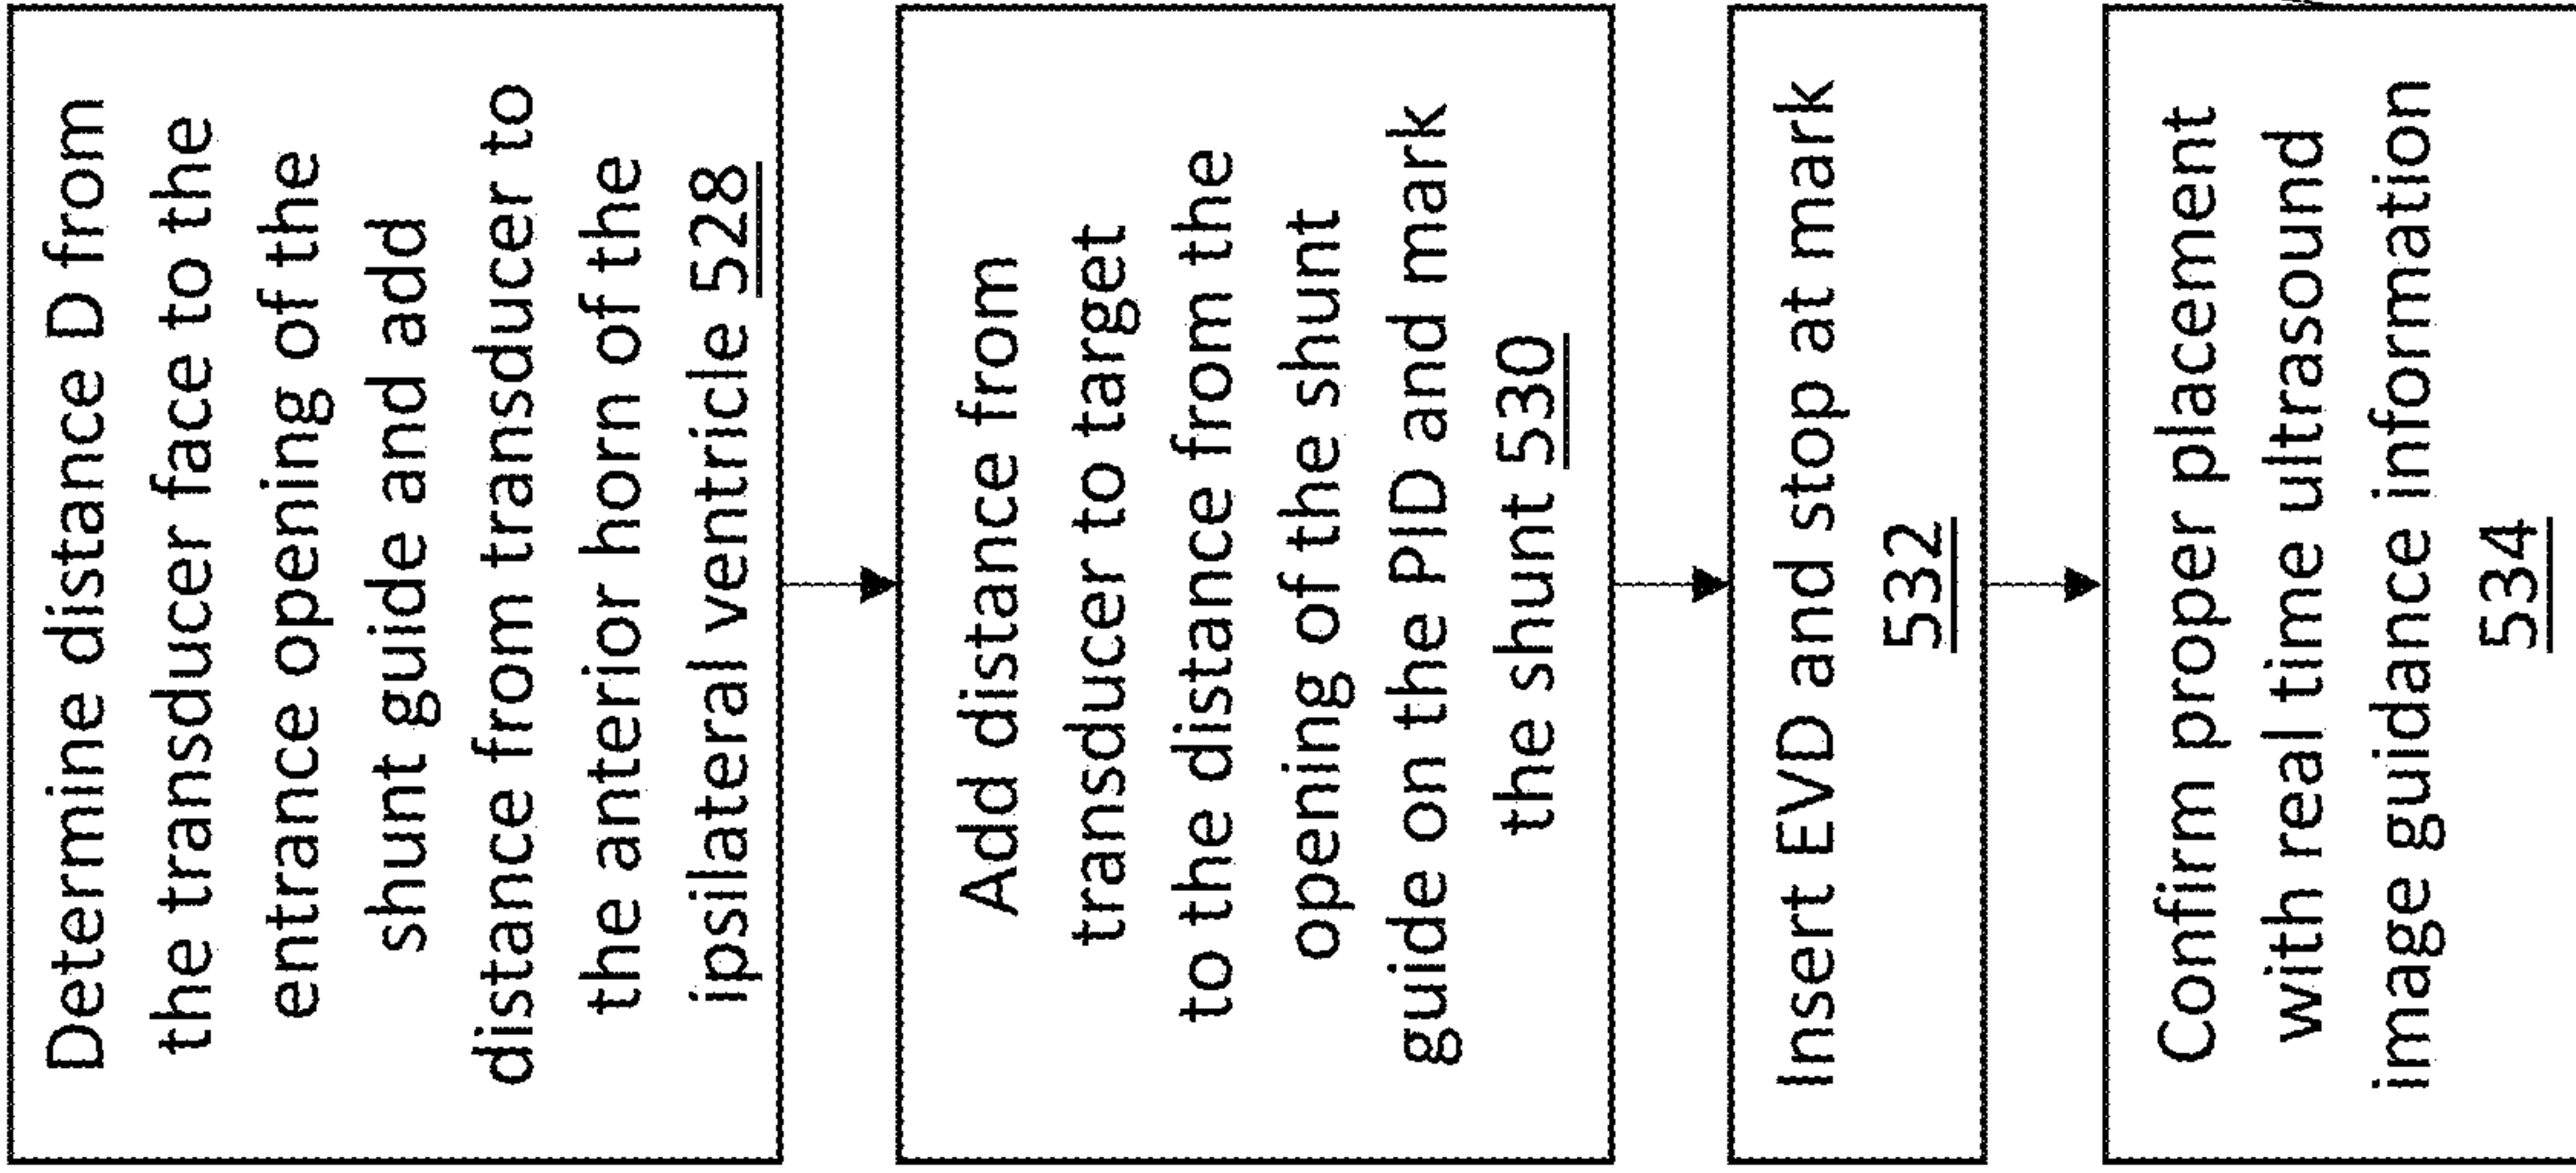 Determine distance D from
the transducer face to the
entrance opening of the
shunt guide and add
distance from transducer to
the anterior horn of the
ipsilateral ventricle 528
Add distance from
transducer to target
to the distance from the
opening of the shunt
guide on the PID and mark
the shunt 530
Insert EVD and stop at mark
532
Confirm proper placement
with real time ultrasound
image guidance information
534